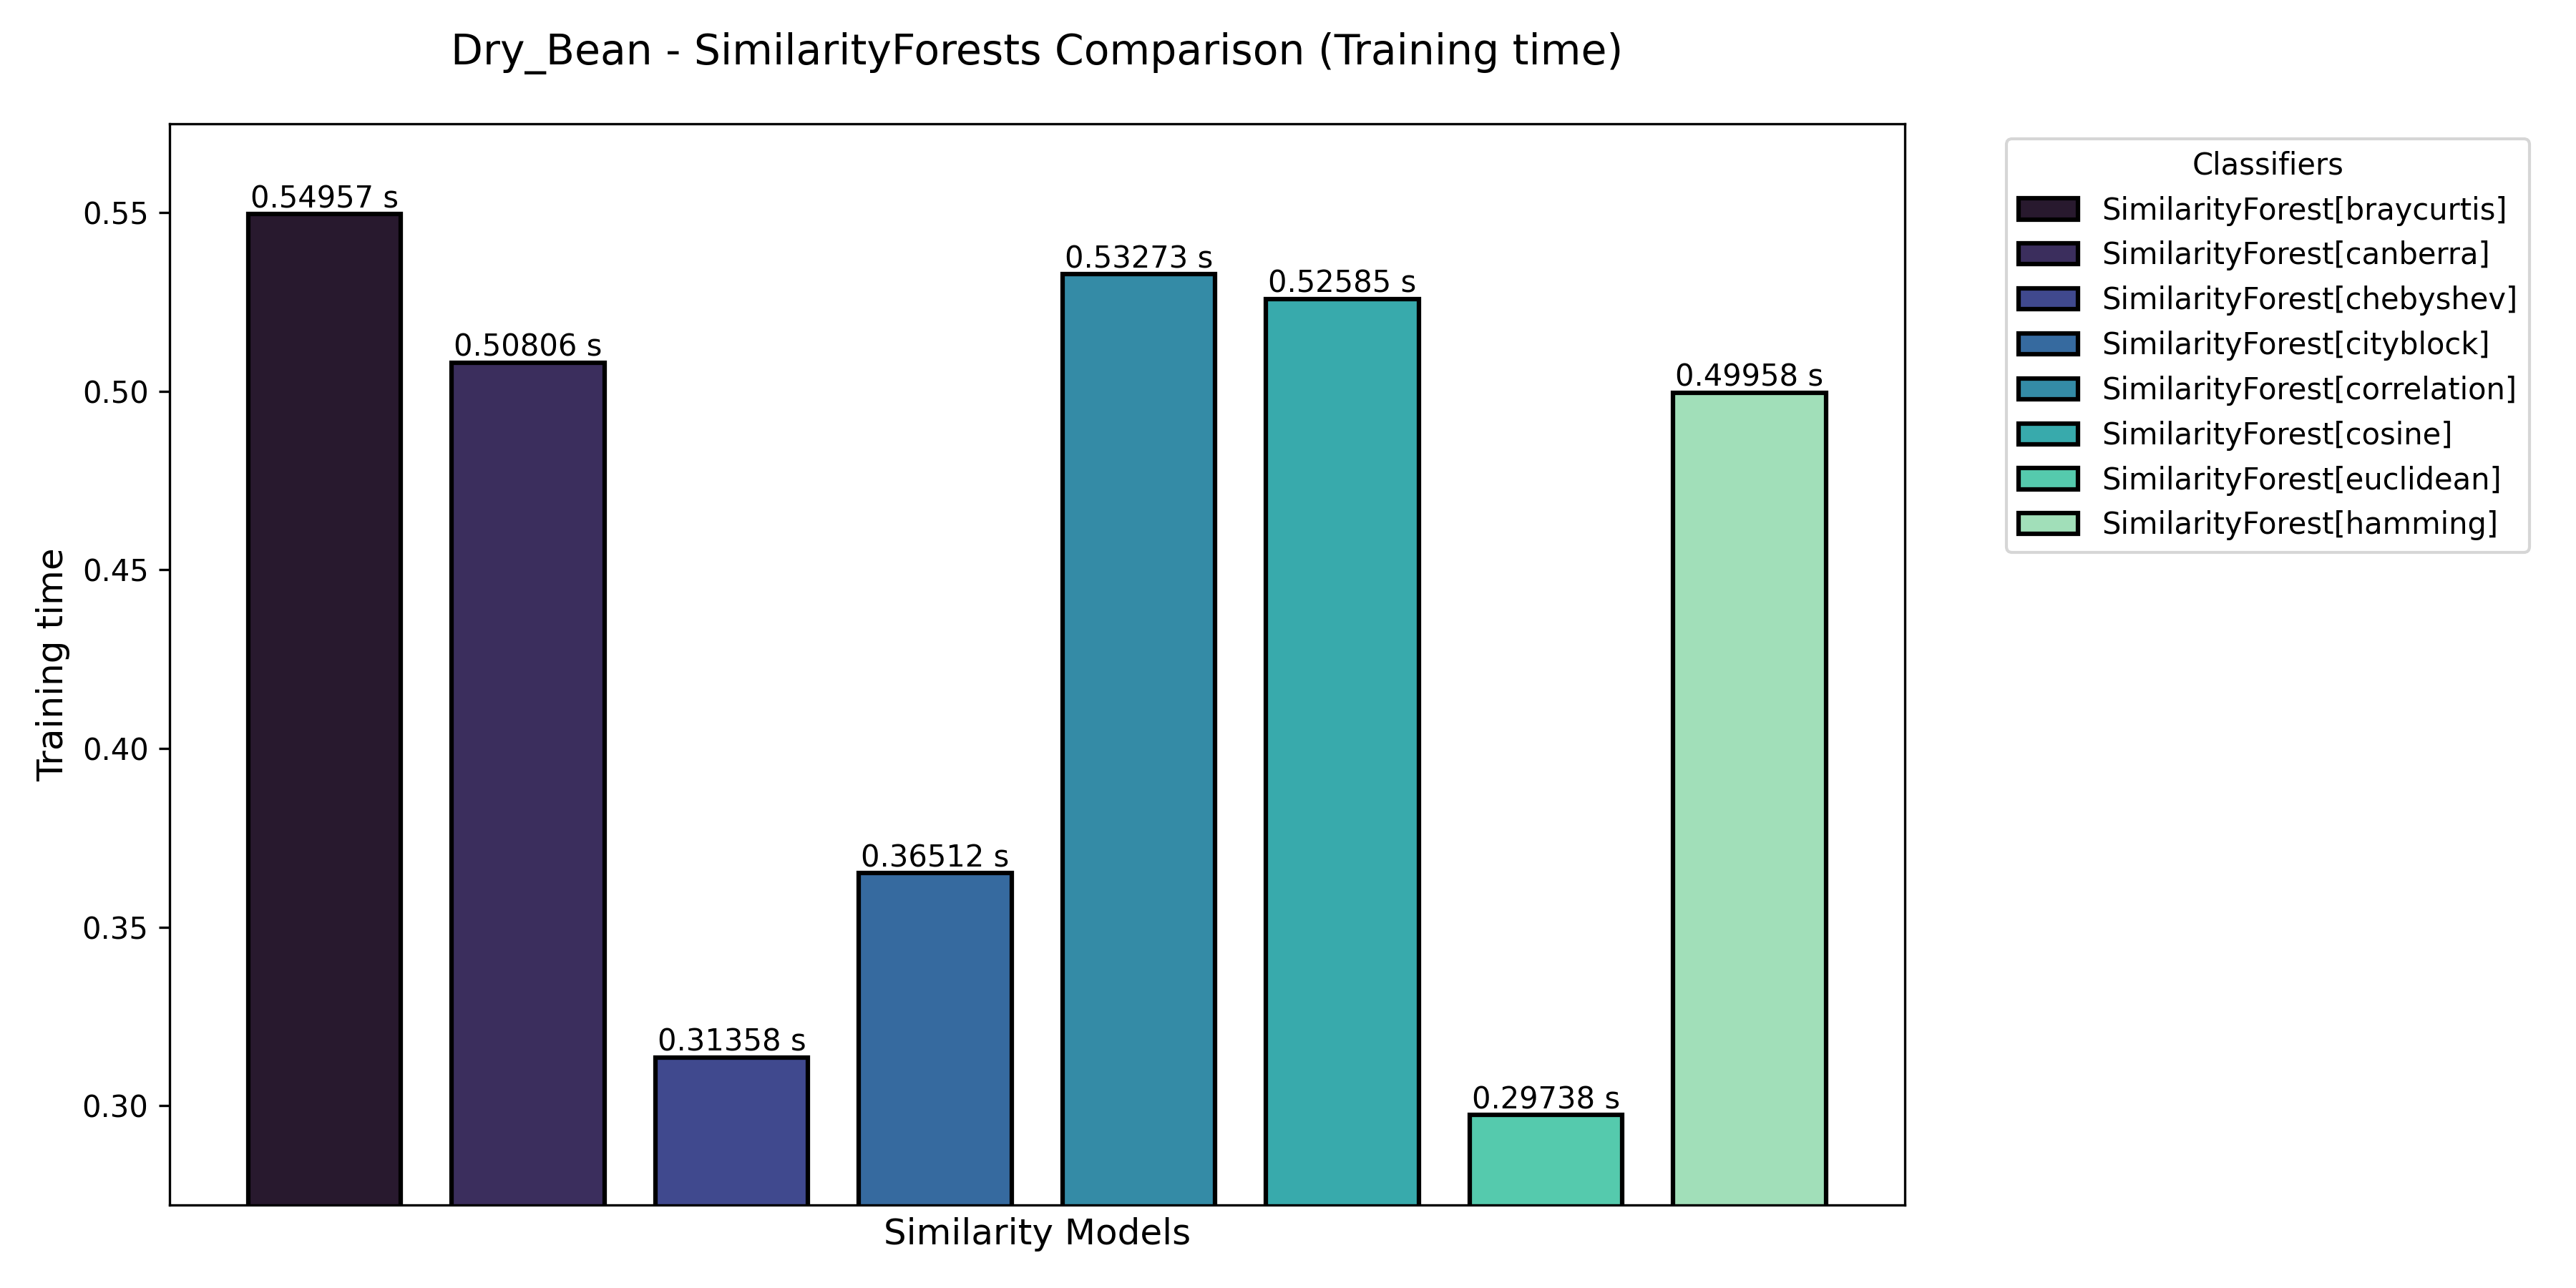 Dry_Bean - SimilarityForests Comparison (Training time)
Training time
0.55
0.50
0.45
0.40
0.35
0.30
0.54957 s
0.50806 s
0.31358 s
0.36512 s
0.53273 s
0.52585 s
0.29738 s
0.49958 s
Similarity Models
Classifiers
SimilarityForest[braycurtis]
SimilarityForest[canberra]
SimilarityForest[chebyshev]
SimilarityForest[cityblock]
SimilarityForest[correlation]
SimilarityForest[cosine]
SimilarityForest[euclidean]
SimilarityForest[hamming]